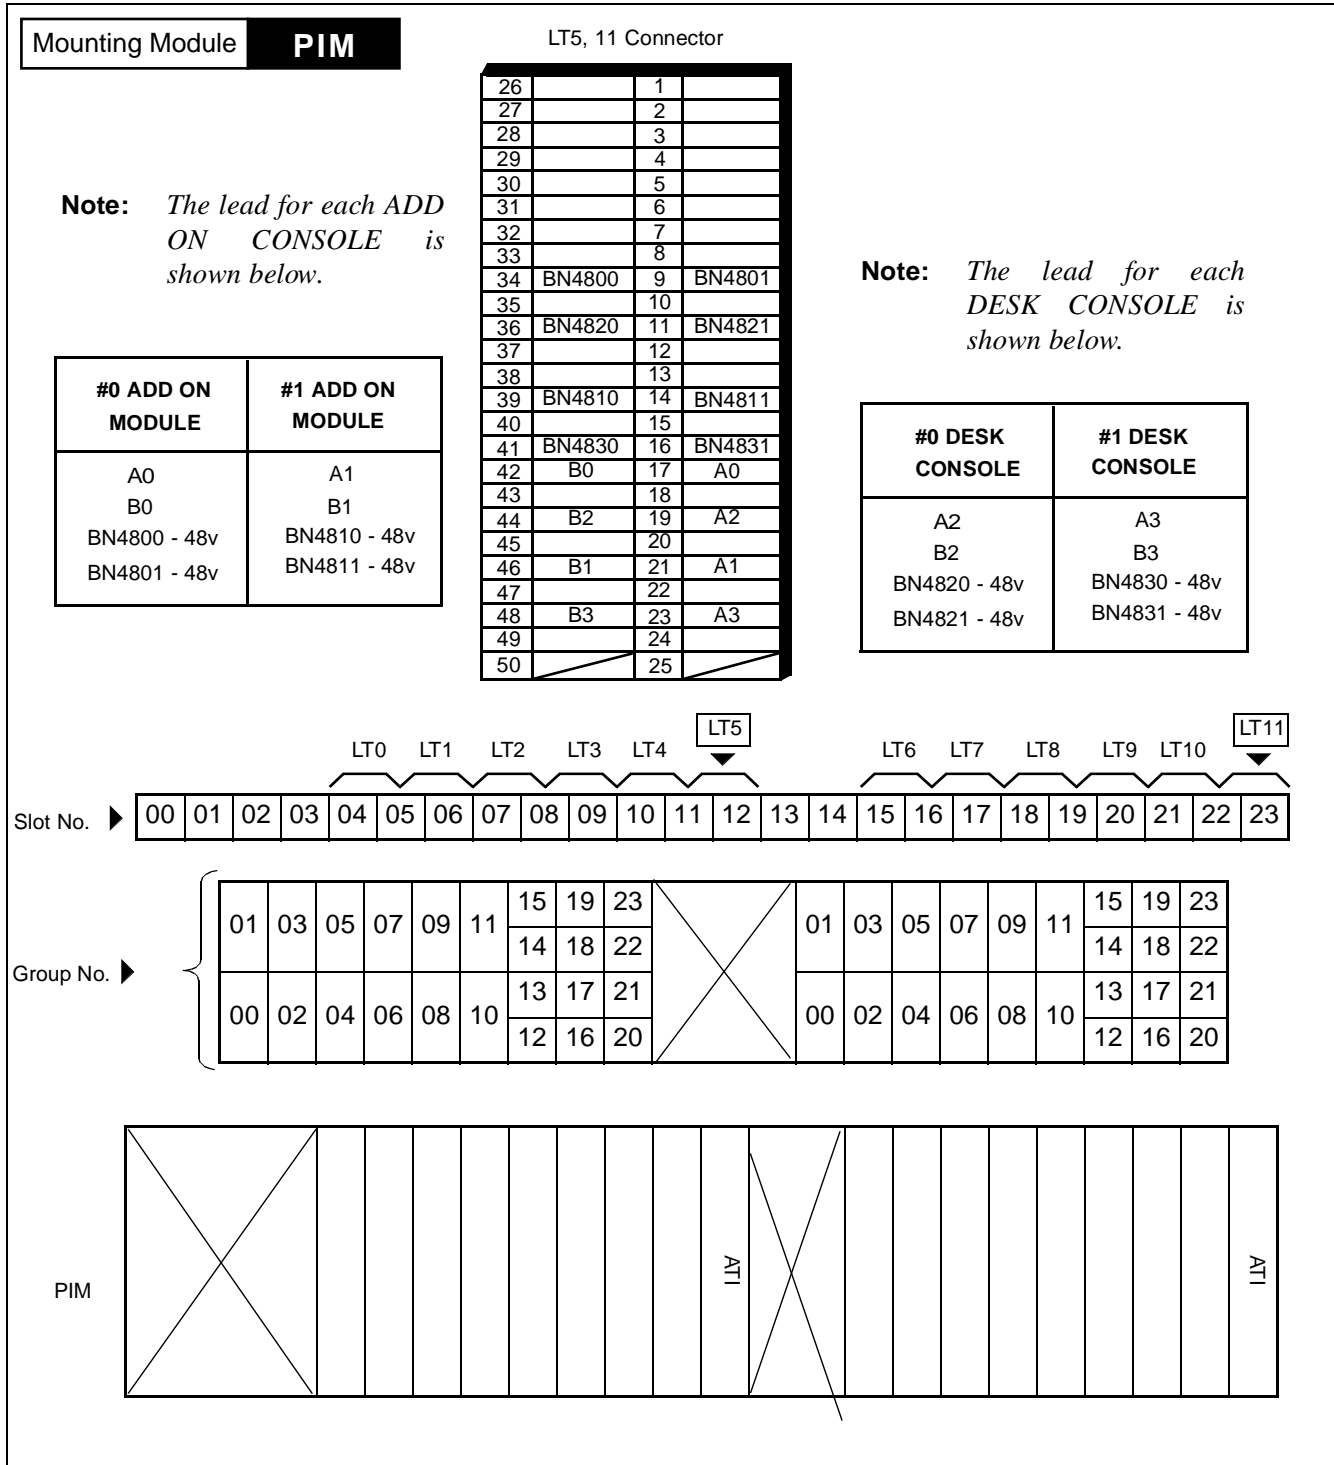 Mounting Module PIM
LT5, 11 Connector
26 1
27 2
28 3
29 4
30 5
31 6
32 7
33 8
34 BN4800 9 BN4801
35 10
36 BN4820 11 BN4821
37 12
38 13
39 BN4810 14 BN4811
40 15
41 BN4830 16 BN4831
42 B0 17 A0
43 18
44 B2 19 A2
45 20
46 B1 21 A1
47 22
48 B3 23 A3
49 24
50 25
Note: The lead for each ADD
ON CONSOLE is
shown below.
#0 ADD ON #1 ADD ON
MODULE MODULE
A0 A1
B0 B1
BN4800 - 48v BN4810 - 48v
BN4801 - 48v BN4811 - 48v
Note: The lead for each
DESK CONSOLE is
shown below.
#0 DESK #1 DESK
CONSOLE CONSOLE
A2 A3
B2 B3
BN4820 - 48v BN4830 - 48v
BN4821 - 48v BN4831 - 48v
LT0 LT1 LT2 LT3 LT4 LT5 LT6 LT7 LT8 LT9 LT10 LT11
Slot No. 00 01 02 03 04 05 06 07 08 09 10 11 12 13 14 15 16 17 18 19 20 21 22 23
15 19 23 15 19 23
01 03 05 07 09 11 01 03 05 07 09 11
14 18 22 14 18 22
Group No.
13 17 21 13 17 21
00 02 04 06 08 10 00 02 04 06 08 10
12 16 20 12 16 20
PIM ATI ATI